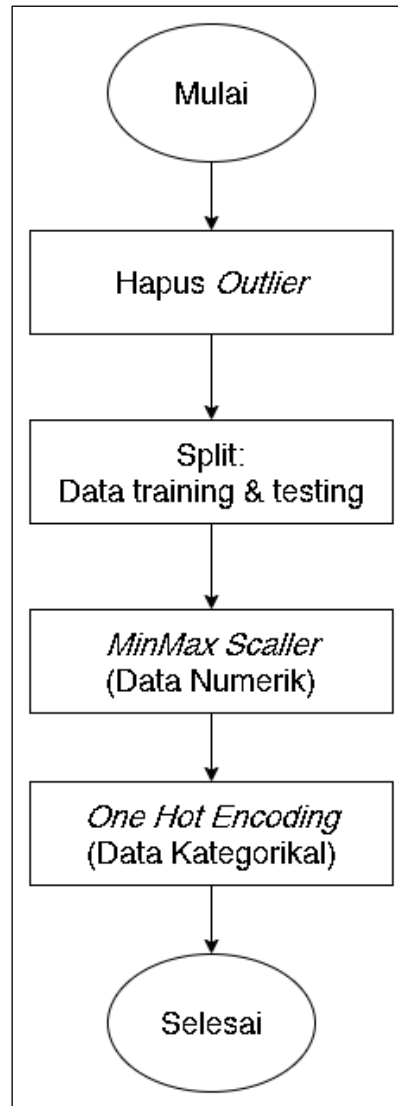 Mulai
Hapus Outlier
Split:
Data training & testing
MinMax Scaller
(Data Numerik)
One Hot Encoding
(Data Kategorikal)
Selesai